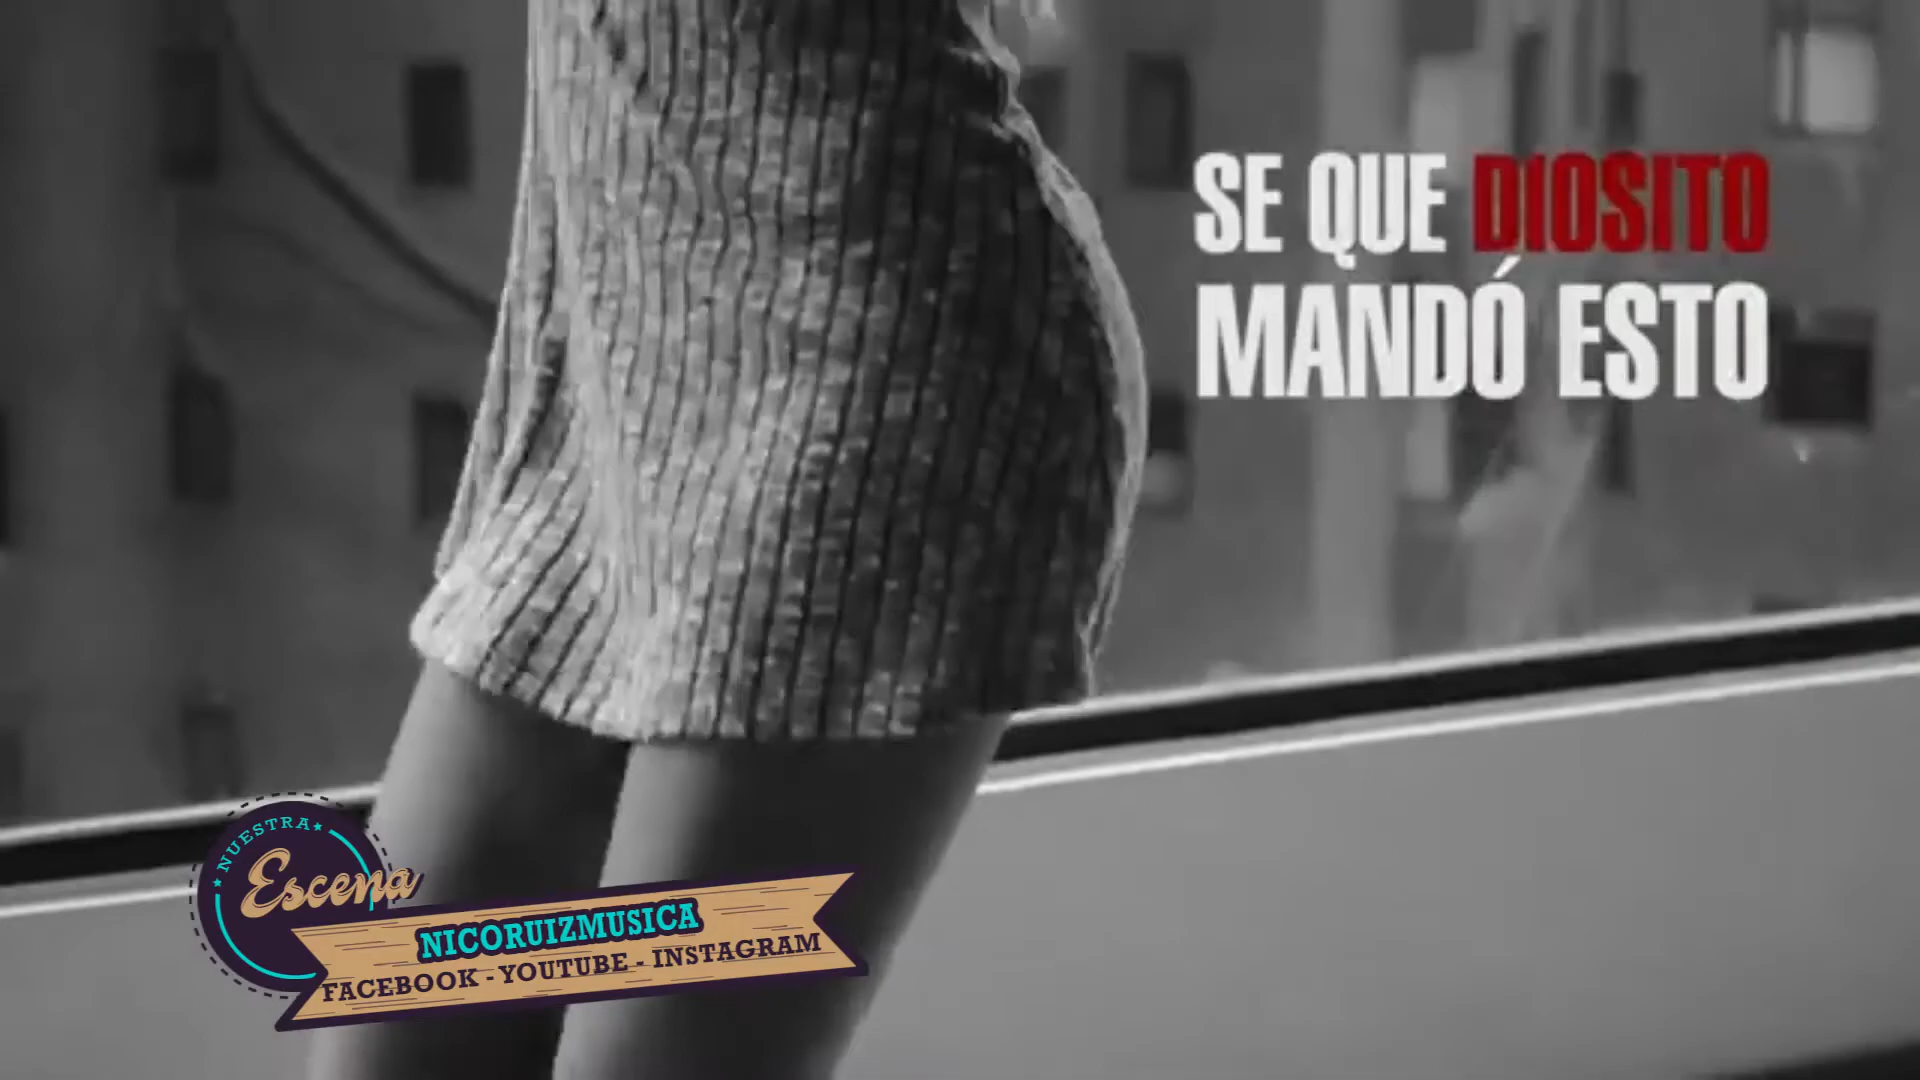 SE QUE DIOSITO
MANDÓ ESTO
NUESTRA
Escena
NICORUIZMUSICA
FACEBOOK - YOUTUBE - INSTAGRAM